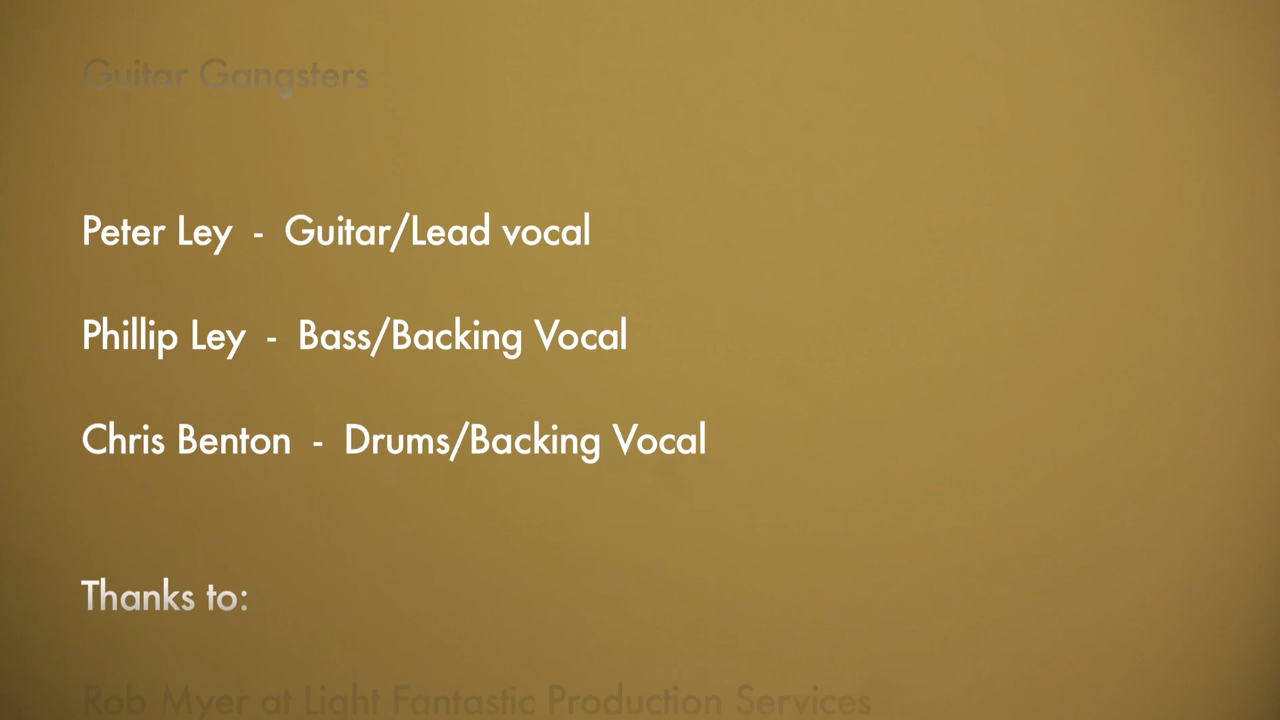 Guitar Gangsters
Peter Ley - Guitar/Lead vocal
Phillip Ley - Bass/Backing Vocal
Chris Benton - Drums/Backing Vocal
Thanks to:
Rob Myer at Light Fantastic Production Services